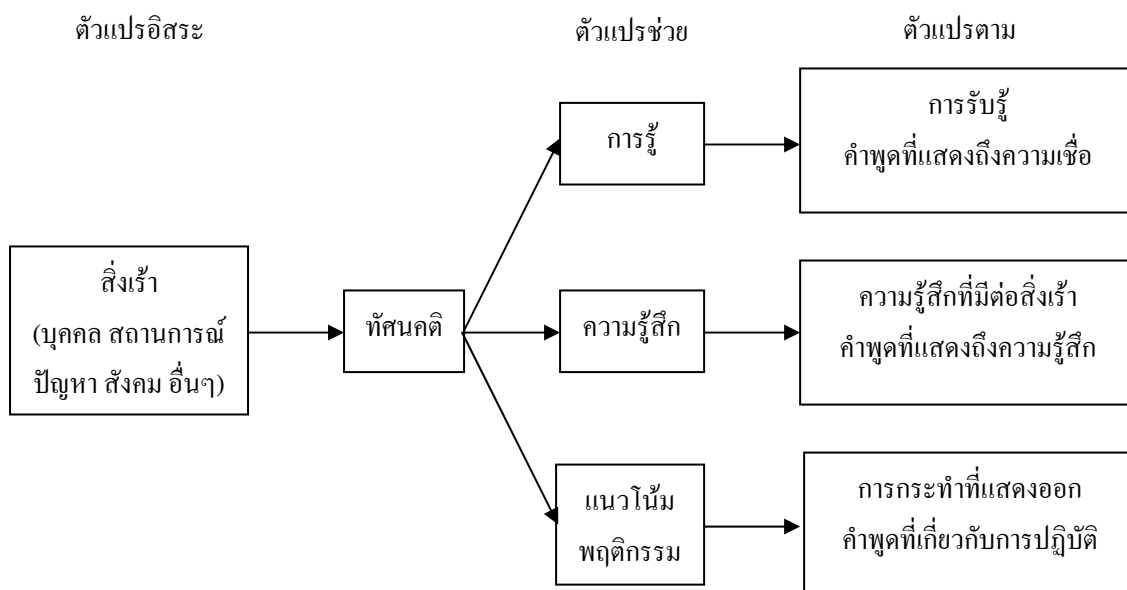 ตัวแปรอิสระ
ตัวแปรช่วย
ตัวแปรตาม
สิ่งเร้า
(บุคคล สถานการณ์
ปัญหา สังคม อื่นๆ)
ทัศนคติ
การรู้
การรับรู้
คำพูดที่แสดงถึงความเชื่อ
ความรู้สึก
ความรู้สึกที่มีต่อสิ่งเร้า
คำพูดที่แสดงถึงความรู้สึก
แนวโน้ม
พฤติกรรม
การกระทำที่แสดงออก
คำพูดที่เกี่ยวกับการปฏิบัติ